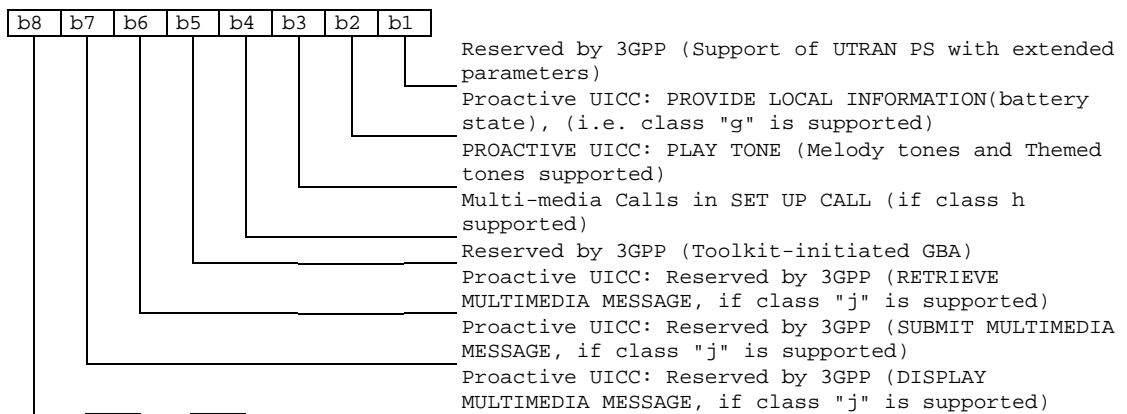 b8 b7 b6 b5 b4 b3 b2 b1
Reserved by 3GPP (Support of UTRAN PS with extended
parameters)
Proactive UICC: PROVIDE LOCAL INFORMATION(battery
state), (i.e. class "g" is supported)
PROACTIVE UICC: PLAY TONE (Melody tones and Themed
tones supported)
Multi-media Calls in SET UP CALL (if class h
supported)
Reserved by 3GPP (Toolkit-initiated GBA)
Proactive UICC: Reserved by 3GPP (RETRIEVE
MULTIMEDIA MESSAGE, if class "j" is supported)
Proactive UICC: Reserved by 3GPP (SUBMIT MULTIMEDIA
MESSAGE, if class "j" is supported)
Proactive UICC: Reserved by 3GPP (DISPLAY
MULTIMEDIA MESSAGE, if class "j" is supported)